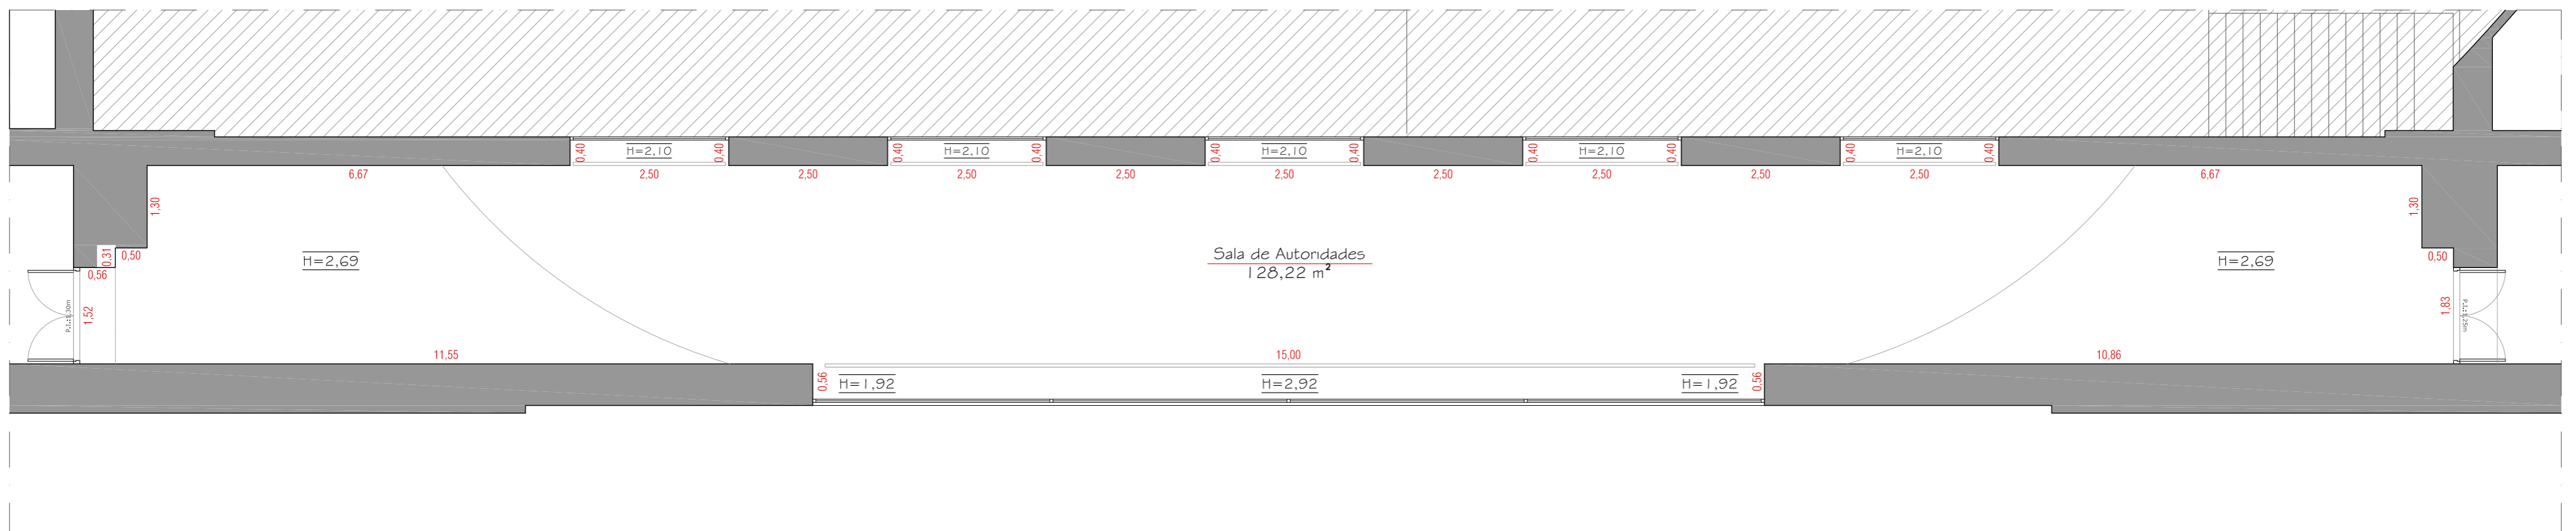 0,40 H=2,10 0,40 0,40 H=2,10 0,40 0,40 H=2,10 0,40 0,40 H=2,10 0,40 0,40 H=2,10 0,40
6,67 2,50 2,50 2,50 2,50 2,50 2,50 2,50 2,50 2,50 6,67
1,30 1,30
0,31 0,50 H=2,69 Sala de Autoridades H=2,69 0,50
0,56 128,22 m²
P.L.:1,30m 1,52 1,83 P.L.:1,25m
11,55 15,00 10,86
0,56 H=1,92 H=2,92 H=1,92 0,56